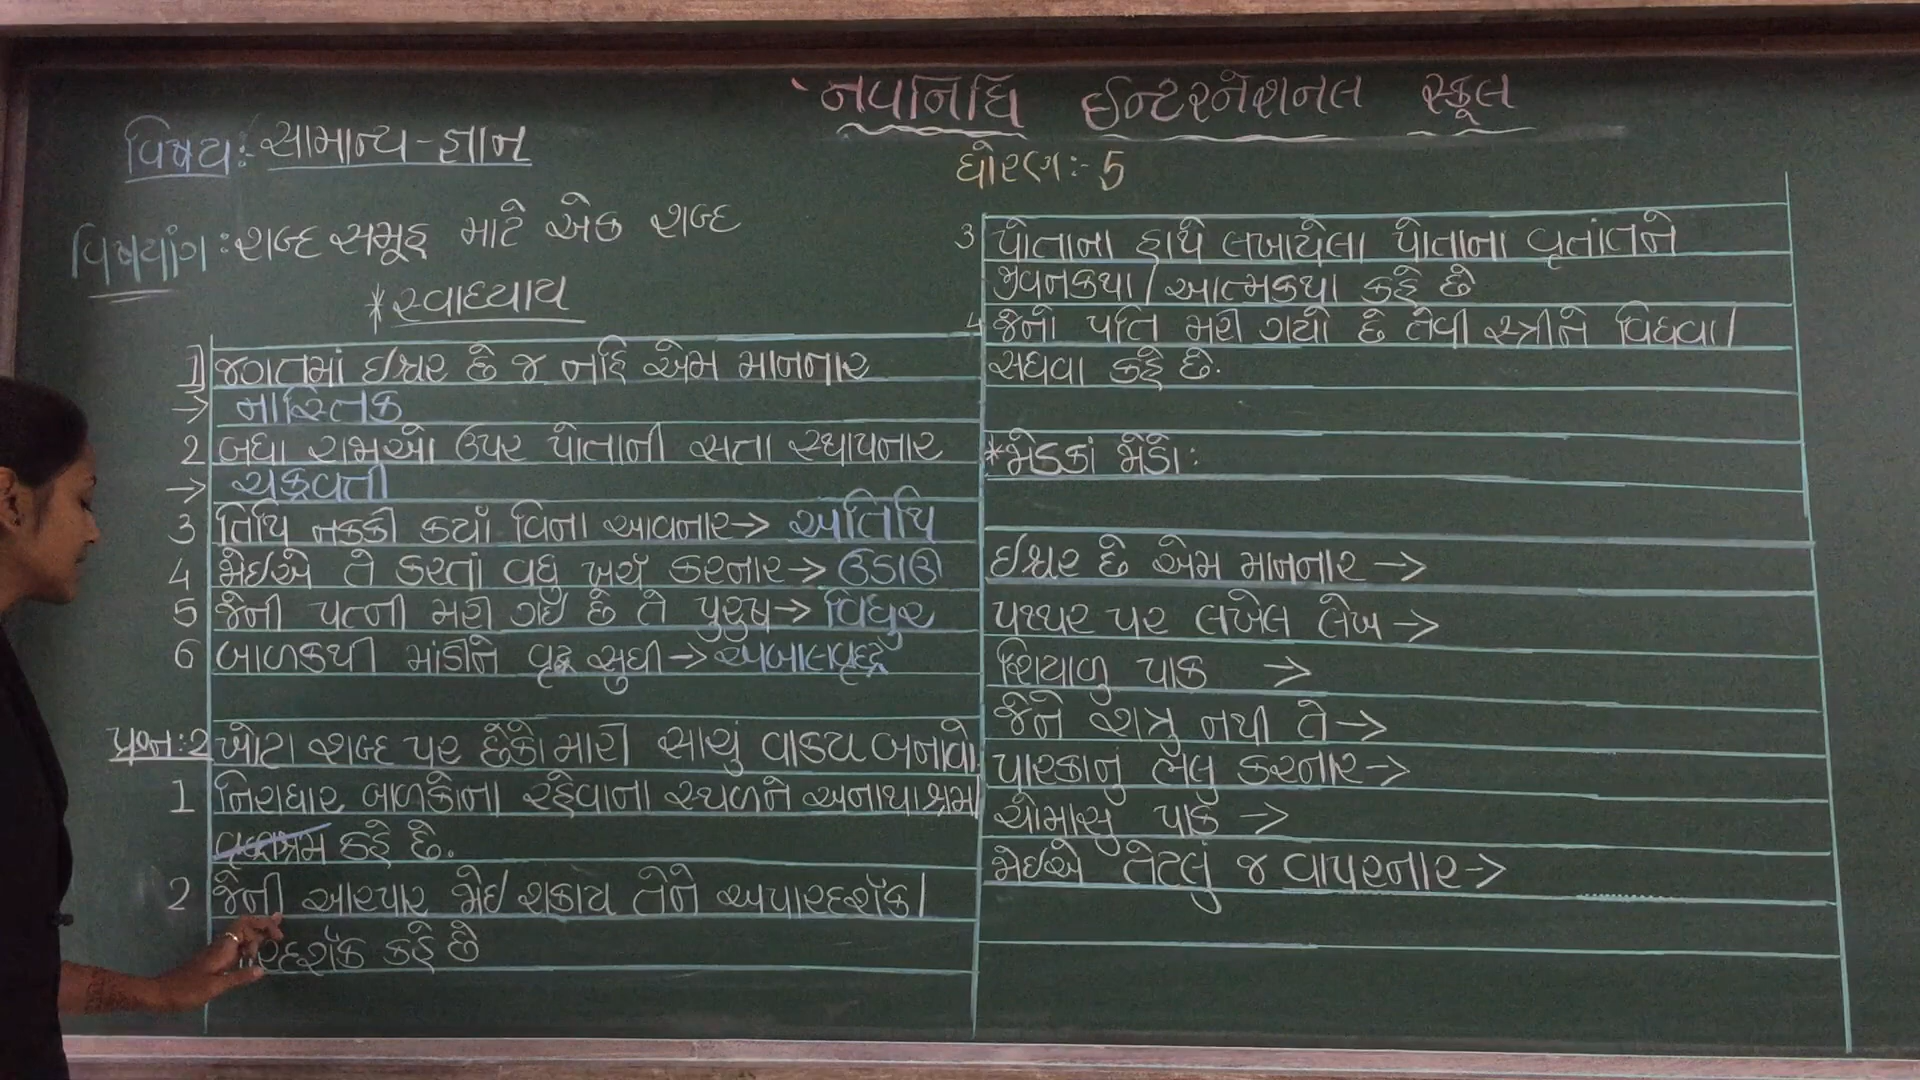 નવનિધિ ઈન્ટરનેશનલ સ્કૂલ
વિષય:- સામાન્ય-જ્ઞાન
ધોરણ:- 5
વિષયાંગ: શબ્દ સમૂહ માટે એક શબ્દ
* સ્વાધ્યાય
1] જગતમાં ઈશ્વર છે જ નહિ એમ માનનાર
→ નાસ્તિક
2 બધા રાજાઓ ઉપર પોતાની સતા સ્થાપનાર
→ ચક્રવતી
3 તિથિ નક્કી કર્યા વિના આવનાર → અતિથિ
4 જોઈએ તે કરતાં વધુ ખર્ચ કરનાર → ઉડાઉ
5 જેની પત્ની મરી ગઈ છે તે પુરુષ → વિધુર
6 બાળકથી માંડીને વૃદ્ધ સુધી → અબાલવૃદ્ધ
પ્રશ્ન:2 ખોટા શબ્દ પર છેકો મારી સાચું વાક્ય બનાવો.
1 નિરાધાર બાળકોના રહેવાના સ્થળને અનાથાશ્રમ/
વૃદ્ધાશ્રમ કહે છે.
2 જેની આરપાર જોઈ શકાય તેને અપારદર્શક/
રદર્શક કહે છે
3 પોતાના હાથે લખાયેલા પોતાના વૃતાંતને
જીવનકથા/આત્મકથા કહે છે
4 જેનો પતિ મરી ગયો છે તેવી સ્ત્રીને વિધવા/
સધવા કહે છે.
* જોડકાં જોડો:
ઈશ્વર છે એમ માનનાર →
પથ્થર પર લખેલ લેખ →
શિયાળુ પાક →
જેને શત્રુ નથી તે →
પારકાનું ભલુ કરનાર →
ચોમાસુ પાક →
જોઈએ તેટલું જ વાપરનાર →